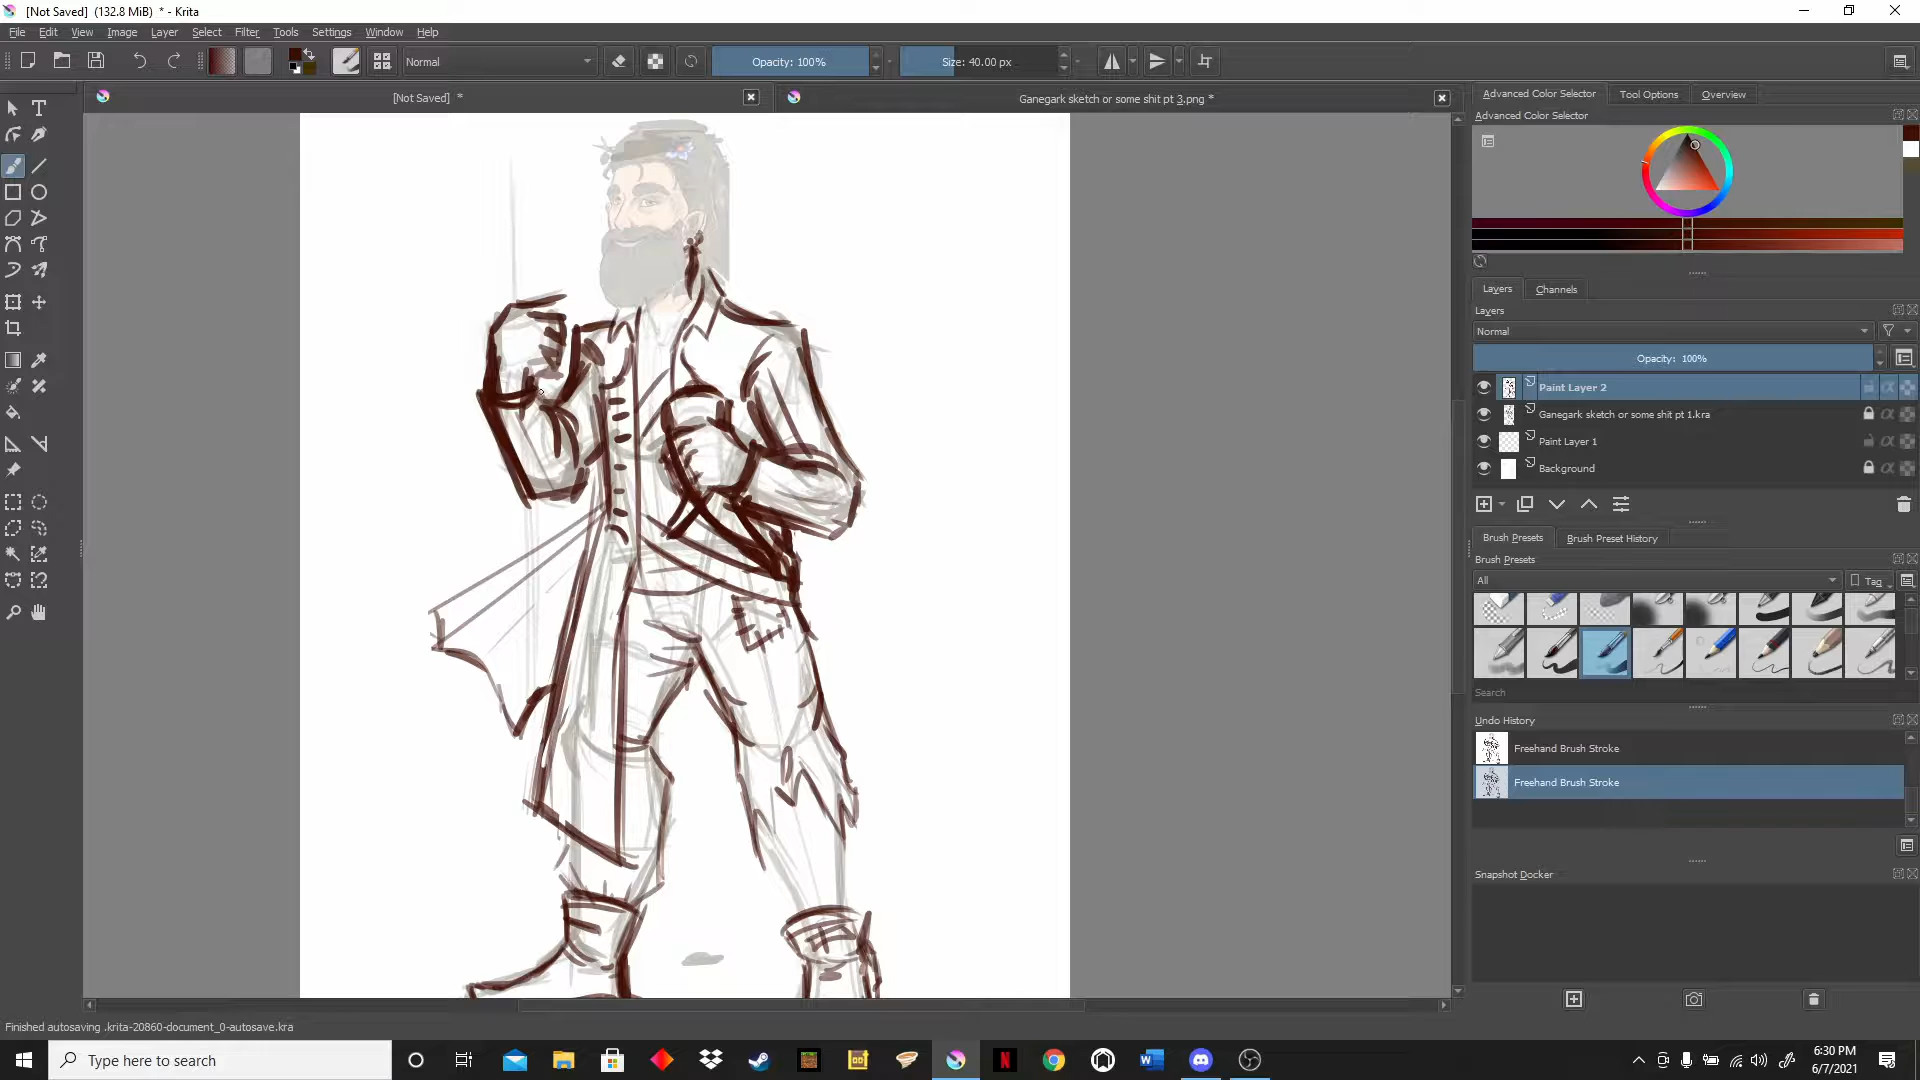 [Not Saved]  (132.8 MiB)  * - Krita
File Edit View Image Layer Select Filter Tools Settings Window Help
Normal
Opacity: 100%
Size: 40.00 px
[Not Saved]  *
Ganegark sketch or some shit pt 3.png *
Advanced Color Selector
Tool Options
Overview
Advanced Color Selector
Layers
Channels
Layers
Normal
Opacity:  100%
Paint Layer 2
Ganegark sketch or some shit pt 1.kra
Paint Layer 1
Background
Brush Presets
Brush Preset History
Brush Presets
All
Tag
Search
Undo History
Freehand Brush Stroke
Freehand Brush Stroke
Snapshot Docker
Finished autosaving .krita-20860-document_0-autosave.kra
Type here to search
6:30 PM
6/7/2021